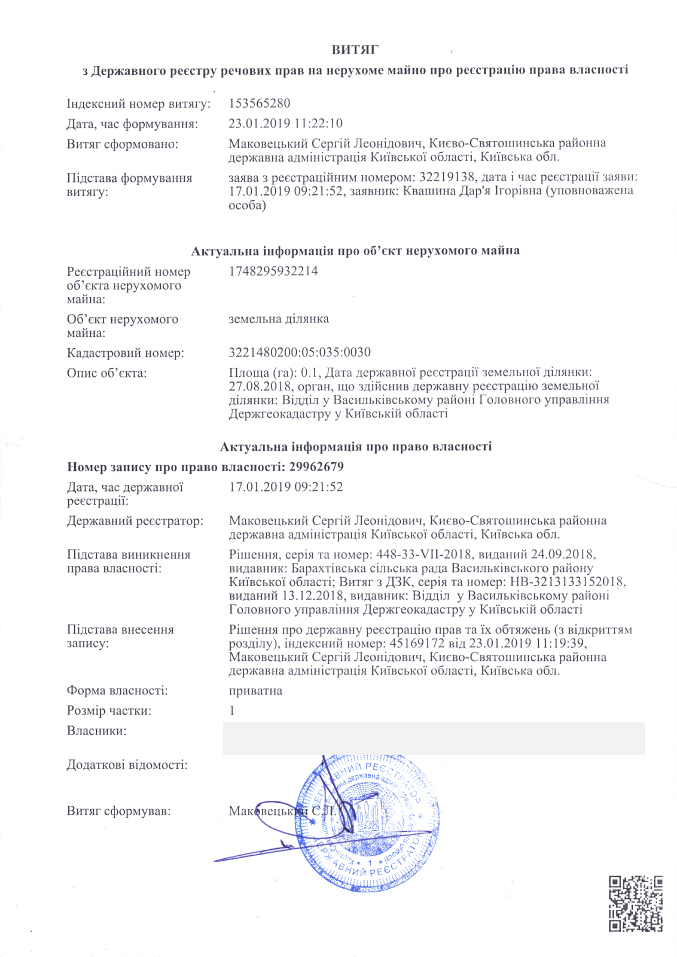 ВИТЯГ
з Державного реєстру речових прав на нерухоме майно про реєстрацію права власності
Індексний номер витягу: 153565280
Дата, час формування: 23.01.2019 11:22:10
Витяг сформовано: Маковецький Сергій Леонідович, Києво-Святошинська районна
державна адміністрація Київської області, Київська обл.
Підстава формування заява з реєстраційним номером: 32219138, дата і час реєстрації заяви:
витягу: 17.01.2019 09:21:52, заявник: Квашина Дар'я Ігорівна (уповноважена
особа)
Актуальна інформація про об’єкт нерухомого майна
Реєстраційний номер 1748295932214
об’єкта нерухомого
майна:
Об’єкт нерухомого земельна ділянка
майна:
Кадастровий номер: 3221480200:05:035:0030
Опис об’єкта: Площа (га): 0.1, Дата державної реєстрації земельної ділянки:
27.08.2018, орган, що здійснив державну реєстрацію земельної
ділянки: Відділ у Васильківському районі Головного управління
Держгеокадастру у Київській області
Актуальна інформація про право власності
Номер запису про право власності: 29962679
Дата, час державної 17.01.2019 09:21:52
реєстрації:
Державний реєстратор: Маковецький Сергій Леонідович, Києво-Святошинська районна
державна адміністрація Київської області, Київська обл.
Підстава виникнення Рішення, серія та номер: 448-33-VII-2018, виданий 24.09.2018,
права власності: видавник: Барахтівська сільська рада Васильківського району
Київської області; Витяг з ДЗК, серія та номер: НВ-3213133152018,
виданий 13.12.2018, видавник: Відділ у Васильківському районі
Головного управління Держгеокадастру у Київській області
Підстава внесення Рішення про державну реєстрацію прав та їх обтяжень (з відкриттям
запису: розділу), індексний номер: 45169172 від 23.01.2019 11:19:39,
Маковецький Сергій Леонідович, Києво-Святошинська районна
державна адміністрація Київської області, Київська обл.
Форма власності: приватна
Розмір частки: 1
Власники:
Додаткові відомості:
Витяг сформував: Маковецький С.Л.
ДЕРЖАВНИЙ РЕЄСТРАТОР
ДЕРЖАВНИЙ РЕЄСТРАТОР
1